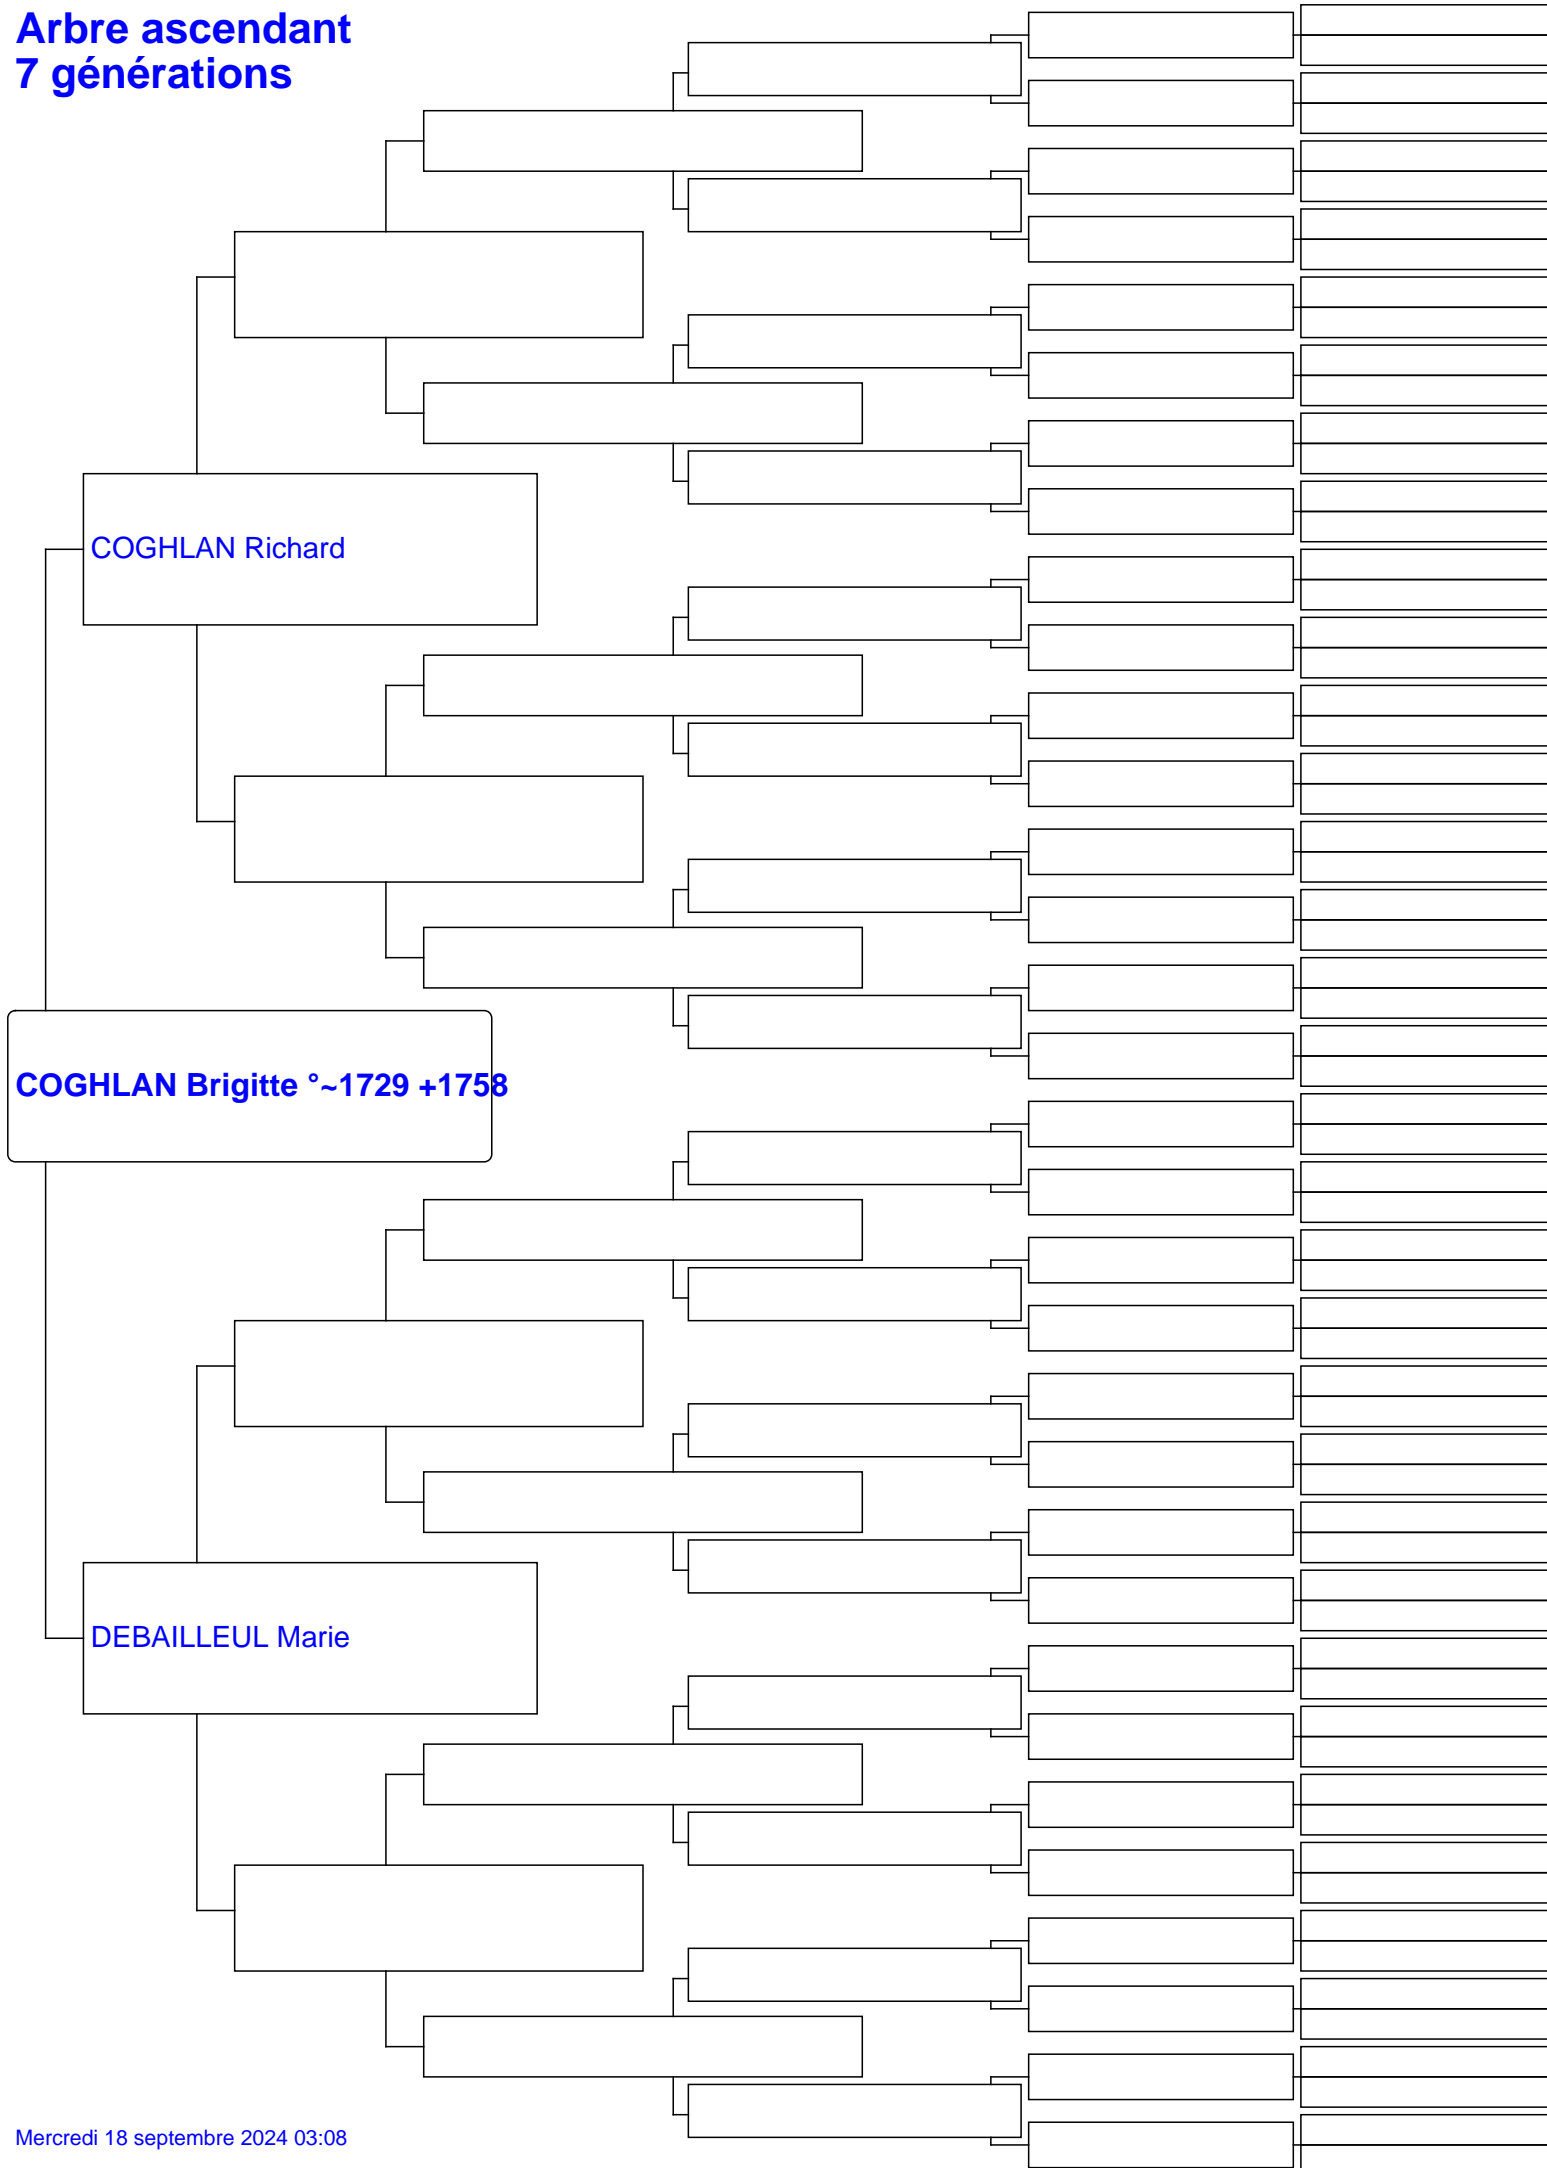 Arbre ascendant
7 générations
COGHLAN Richard
COGHLAN Brigitte °~1729 +1758
DEBAILLEUL Marie
Mercredi 18 septembre 2024 03:08